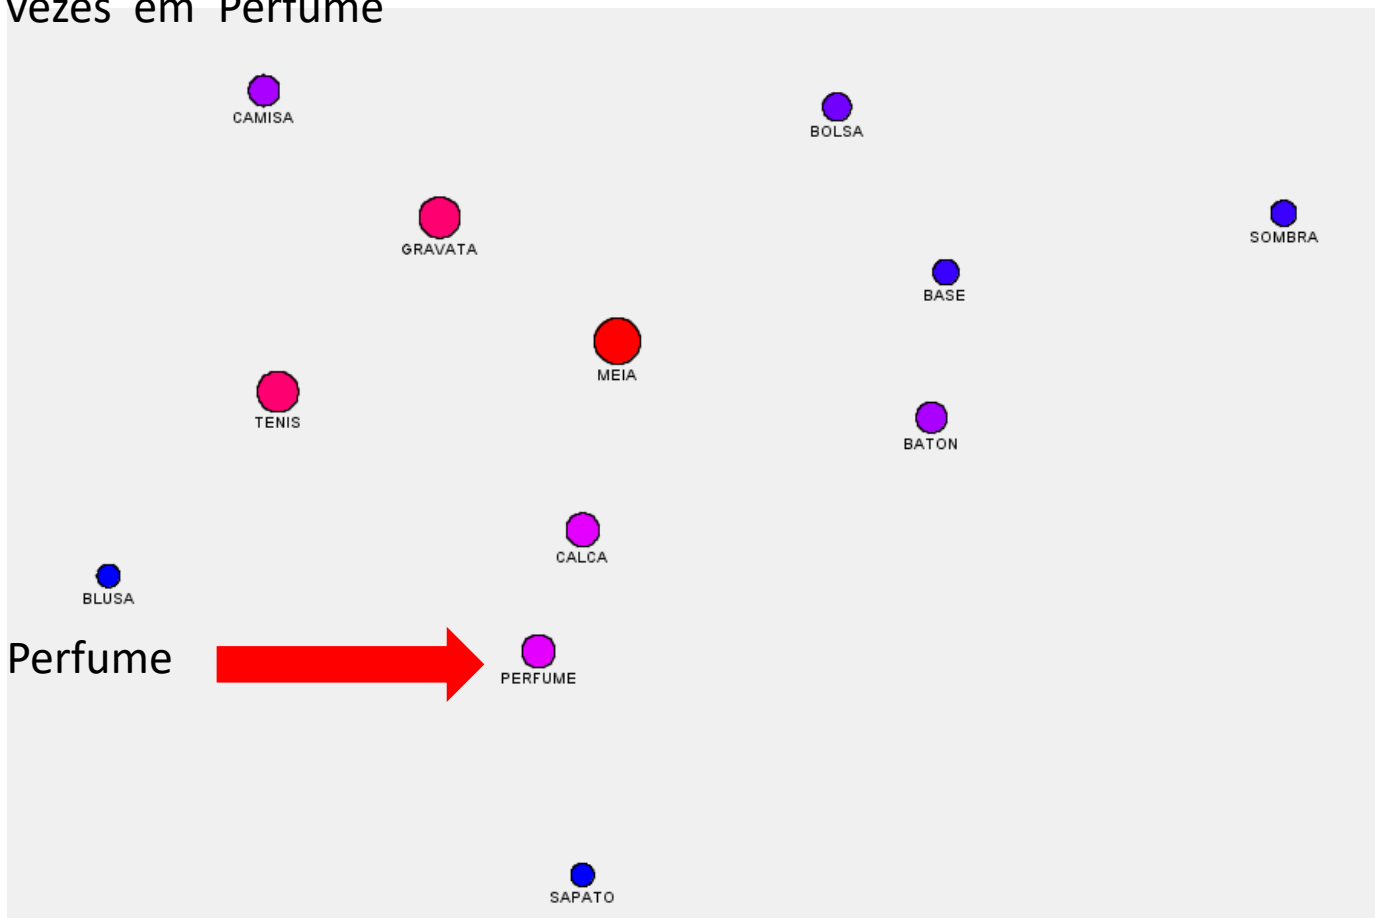 vezes em Perfume
CAMISA
BOLSA
SOMBRA
GRAVATA
BASE
MEIA
TENIS
BATON
CALCA
BLUSA
Perfume
PERFUME
SAPATO